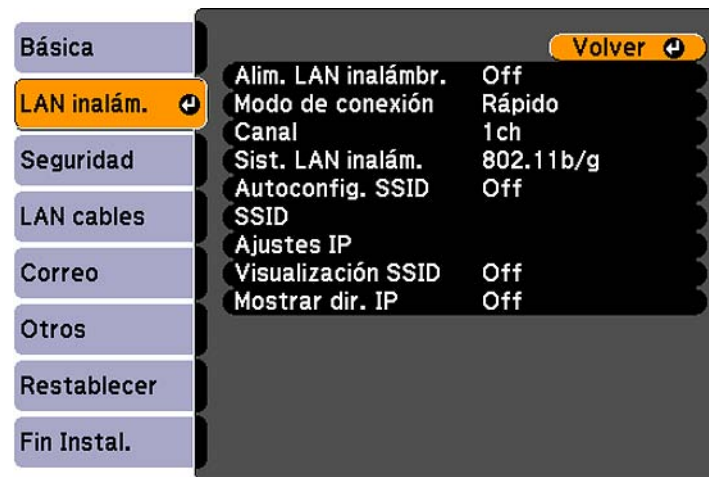 Básica
LAN inalám.
Seguridad
LAN cables
Correo
Otros
Restablecer
Fin Instal.
Volver
Alim. LAN inalámbr. Off
Modo de conexión Rápido
Canal 1ch
Sist. LAN inalám. 802.11b/g
Autoconfig. SSID Off
SSID
Ajustes IP
Visualización SSID Off
Mostrar dir. IP Off